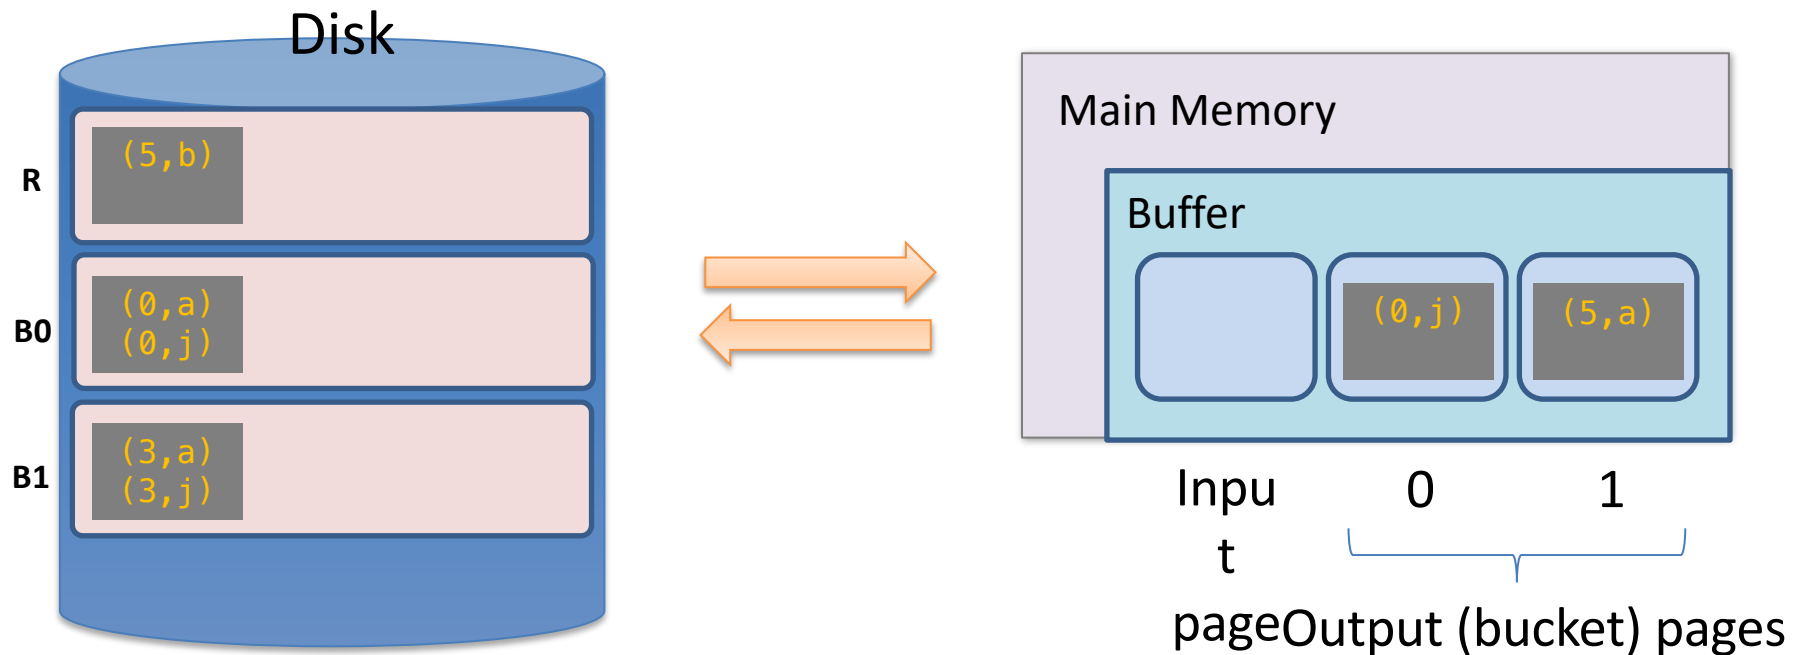 Disk
R
(5,b)
B0
(0,a)
(0,j)
B1
(3,a)
(3,j)
Main Memory
Buffer
(0,j)
(5,a)
Inpu
t
page
0
1
Output (bucket) pages